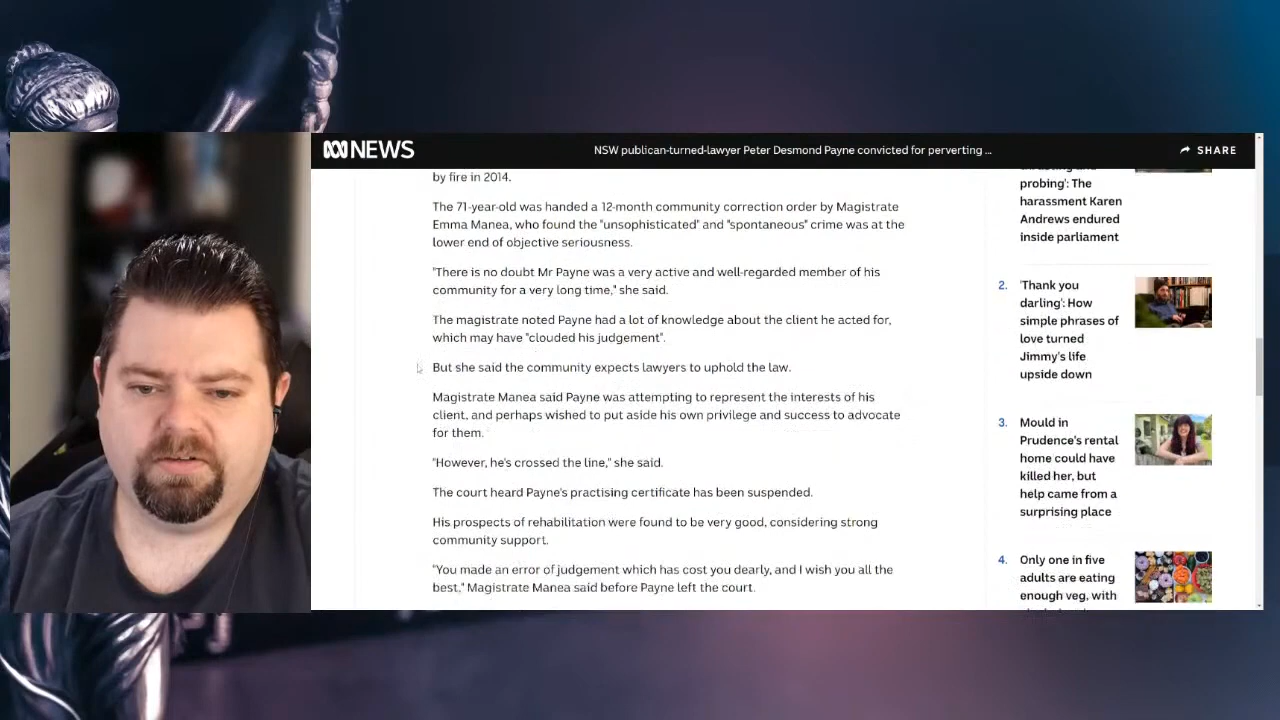 NEWS
NSW publican-turned-lawyer Peter Desmond Payne convicted for perverting ...
SHARE
by fire in 2014.
The 71-year-old was handed a 12-month community correction order by Magistrate
Emma Manea, who found the "unsophisticated" and "spontaneous" crime was at the
lower end of objective seriousness.
"There is no doubt Mr Payne was a very active and well-regarded member of his
community for a very long time," she said.
The magistrate noted Payne had a lot of knowledge about the client he acted for,
which may have "clouded his judgement".
But she said the community expects lawyers to uphold the law.
Magistrate Manea said Payne was attempting to represent the interests of his
client, and perhaps wished to put aside his own privilege and success to advocate
for them.
"However, he's crossed the line," she said.
The court heard Payne's practising certificate has been suspended.
His prospects of rehabilitation were found to be very good, considering strong
community support.
"You made an error of judgement which has cost you dearly, and I wish you all the
best," Magistrate Manea said before Payne left the court.
probing': The
harassment Karen
Andrews endured
inside parliament
2. 'Thank you
darling': How
simple phrases of
love turned
Jimmy's life
upside down
3. Mould in
Prudence's rental
home could have
killed her, but
help came from a
surprising place
4. Only one in five
adults are eating
enough veg, with